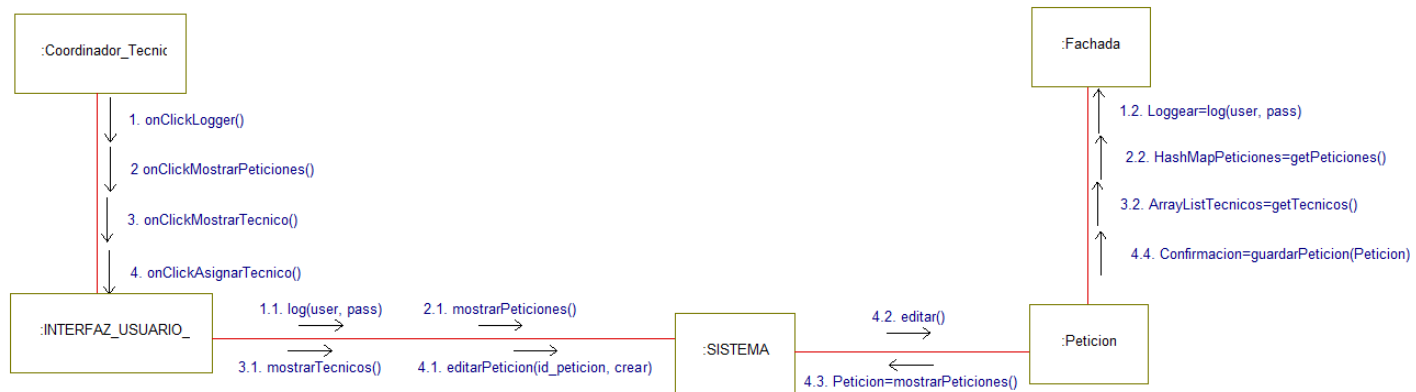 :Coordinador_Tecnic
:Fachada
1. onClickLogger()
2 onClickMostrarPeticiones()
3. onClickMostrarTecnico()
4. onClickAsignarTecnico()
1.2. Loggear=log(user, pass)
2.2. HashMapPeticiones=getPeticiones()
3.2. ArrayListTecnicos=getTecnicos()
4.4. Confirmacion=guardarPeticion(Peticion)
:INTERFAZ_USUARIO_
1.1. log(user, pass)
2.1. mostrarPeticiones()
3.1. mostrarTecnicos()
4.1. editarPeticion(id_peticion, crear)
:SISTEMA
4.2. editar()
4.3. Peticion=mostrarPeticiones()
:Peticion